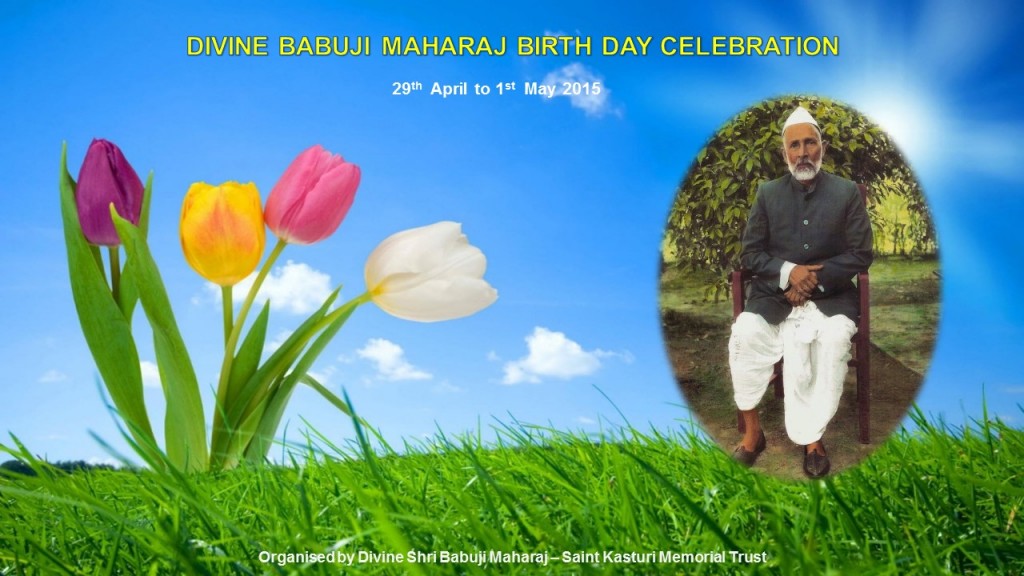 DIVINE BABUJI MAHARAJ BIRTH DAY CELEBRATION
29th April to 1st May 2015
Organised by Divine Shri Babuji Maharaj – Saint Kasturi Memorial Trust